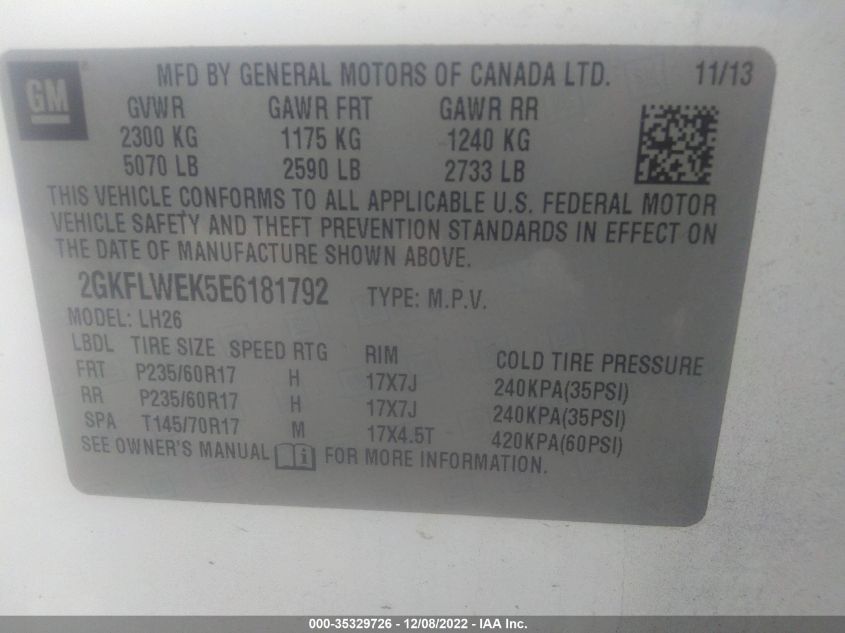 GM
MFD BY GENERAL MOTORS OF CANADA LTD. 11/13
GVWR GAWR FRT GAWR RR
2300 KG 1175 KG 1240 KG
5070 LB 2590 LB 2733 LB
THIS VEHICLE CONFORMS TO ALL APPLICABLE U.S. FEDERAL MOTOR
VEHICLE SAFETY AND THEFT PREVENTION STANDARDS IN EFFECT ON
THE DATE OF MANUFACTURE SHOWN ABOVE.
2GKFLWEK5E6181792 TYPE: M.P.V.
MODEL: LH26
LBDL TIRE SIZE SPEED RTG RIM COLD TIRE PRESSURE
FRT P235/60R17 H 17X7J 240KPA(35PSI)
RR P235/60R17 H 17X7J 240KPA(35PSI)
SPA T145/70R17 M 17X4.5T 420KPA(60PSI)
SEE OWNER'S MANUAL i FOR MORE INFORMATION.
000-35329726 - 12/08/2022 - IAA Inc.